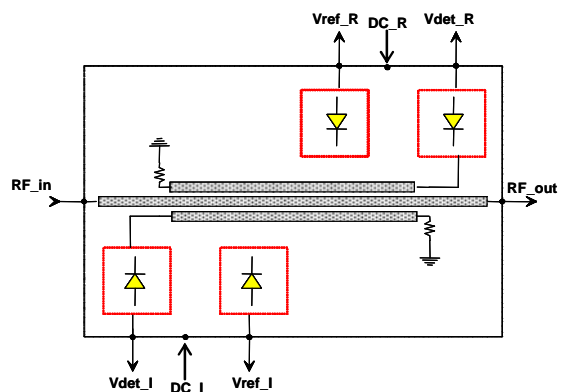 Vref_R
DC_R
Vdet_R
RF_in
RF_out
Vdet_I
DC_I
Vref_I